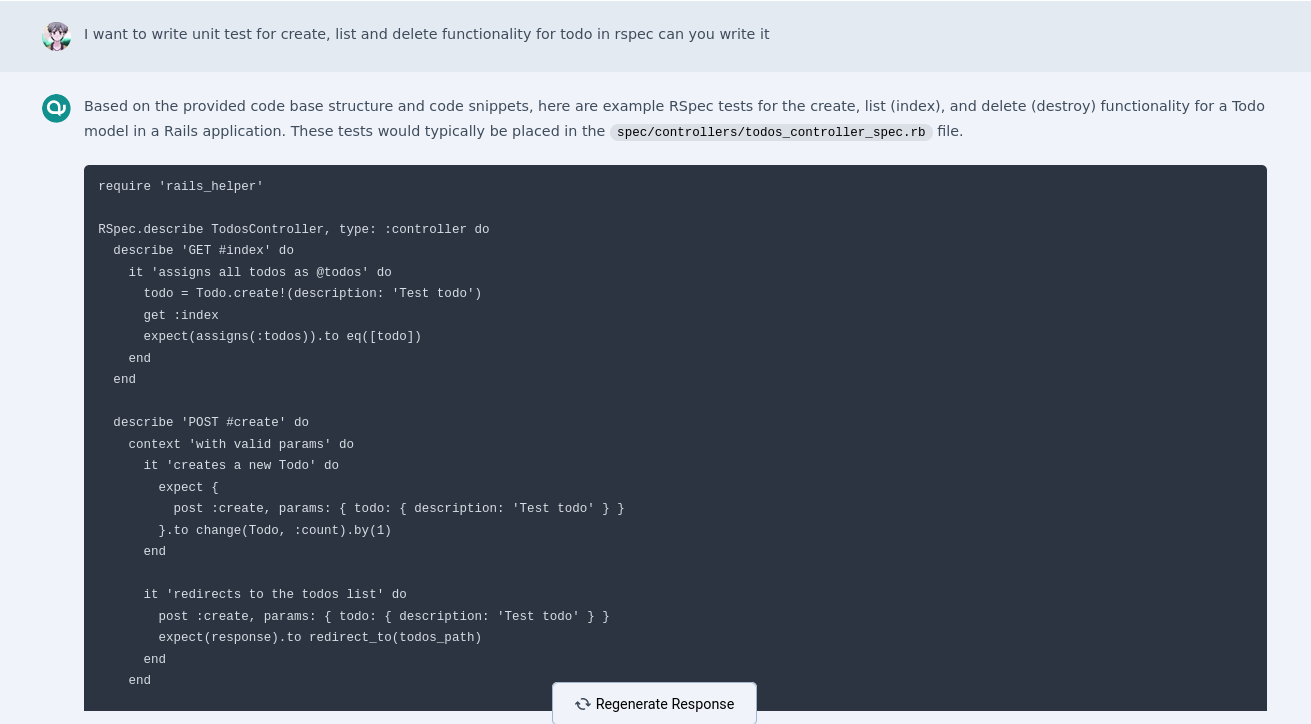 I want to write unit test for create, list and delete functionality for todo in rspec can you write it
Based on the provided code base structure and code snippets, here are example RSpec tests for the create, list (index), and delete (destroy) functionality for a Todo
model in a Rails application. These tests would typically be placed in the spec/controllers/todos_controller_spec.rb file.
require 'rails_helper'

RSpec.describe TodosController, type: :controller do
  describe 'GET #index' do
    it 'assigns all todos as @todos' do
      todo = Todo.create!(description: 'Test todo')
      get :index
      expect(assigns(:todos)).to eq([todo])
    end
  end

  describe 'POST #create' do
    context 'with valid params' do
      it 'creates a new Todo' do
        expect {
          post :create, params: { todo: { description: 'Test todo' } }
        }.to change(Todo, :count).by(1)
      end

      it 'redirects to the todos list' do
        post :create, params: { todo: { description: 'Test todo' } }
        expect(response).to redirect_to(todos_path)
      end
    end
Regenerate Response